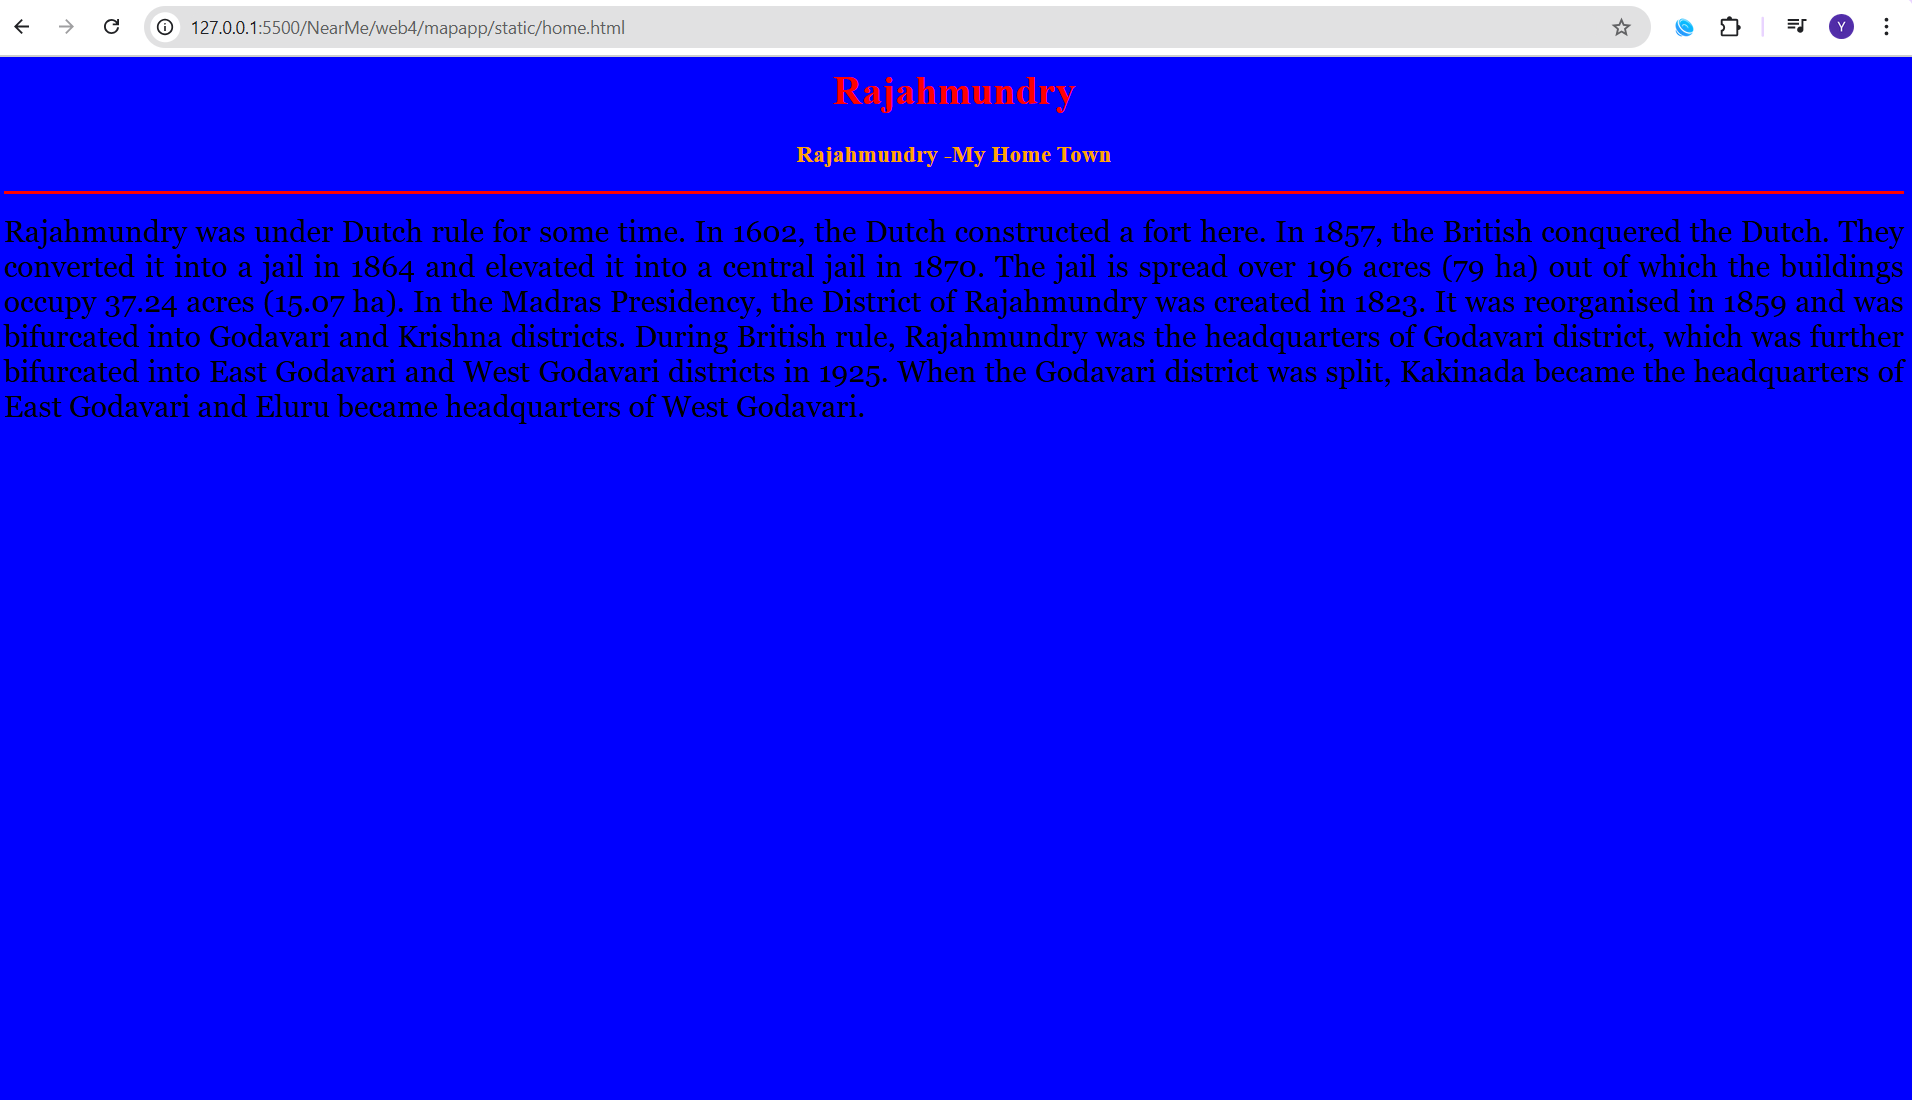 127.0.0.1:5500/NearMe/web4/mapapp/static/home.html
Y
Rajahmundry
Rajahmundry -My Home Town
Rajahmundry was under Dutch rule for some time. In 1602, the Dutch constructed a fort here. In 1857, the British conquered the Dutch. They
converted it into a jail in 1864 and elevated it into a central jail in 1870. The jail is spread over 196 acres (79 ha) out of which the buildings
occupy 37.24 acres (15.07 ha). In the Madras Presidency, the District of Rajahmundry was created in 1823. It was reorganised in 1859 and was
bifurcated into Godavari and Krishna districts. During British rule, Rajahmundry was the headquarters of Godavari district, which was further
bifurcated into East Godavari and West Godavari districts in 1925. When the Godavari district was split, Kakinada became the headquarters of
East Godavari and Eluru became headquarters of West Godavari.